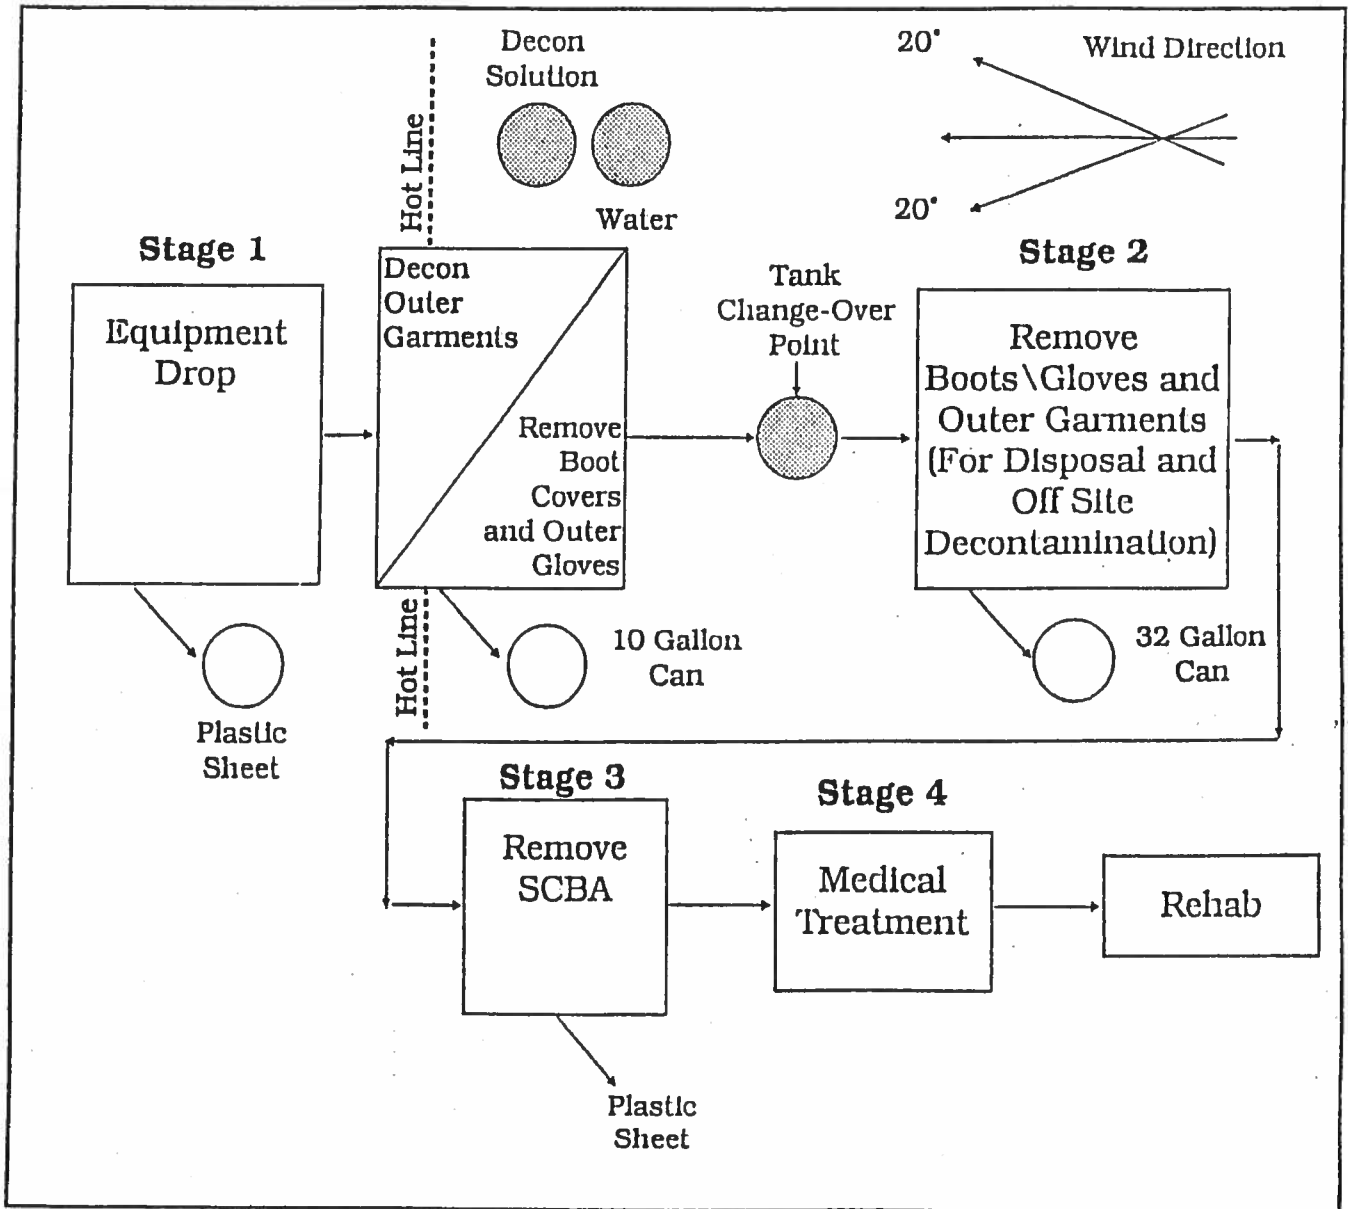 Decon
Solution
Water
Hot Line
20°
Wind Direction
20°
Stage 1
Equipment
Drop
Plastic
Sheet
Decon
Outer
Garments
Remove
Boot
Covers
and Outer
Gloves
Hot Line
10 Gallon
Can
Tank
Change-Over
Point
Stage 2
Remove
Boots\Gloves and
Outer Garments
(For Disposal and
Off Site
Decontamination)
32 Gallon
Can
Stage 3
Remove
SCBA
Plastic
Sheet
Stage 4
Medical
Treatment
Rehab